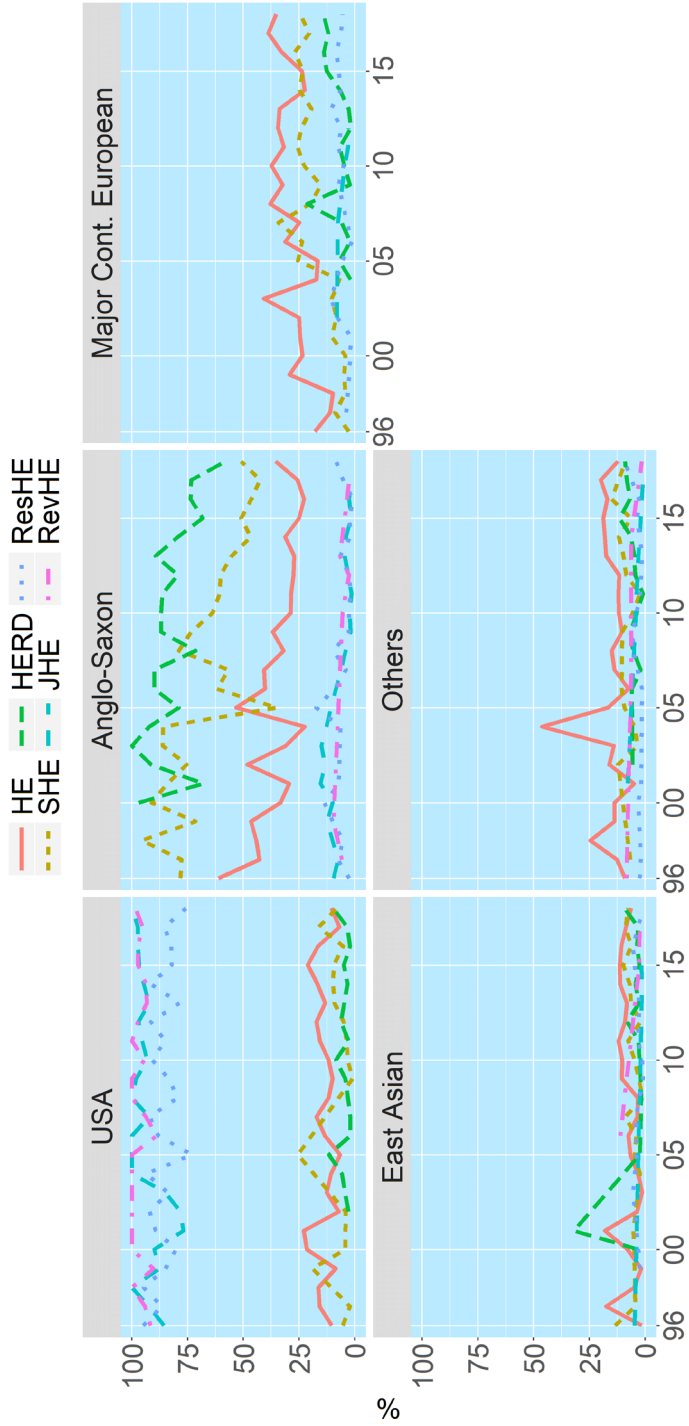 HE HERD ResHE
SHE JHE RevHE
USA Anglo-Saxon Major Cont. European
100
75
50
25
0
East Asian Others
96 00 05 10 15
100
75
50
25
0
96 00 05 10 15 96 00 05 10 15
%